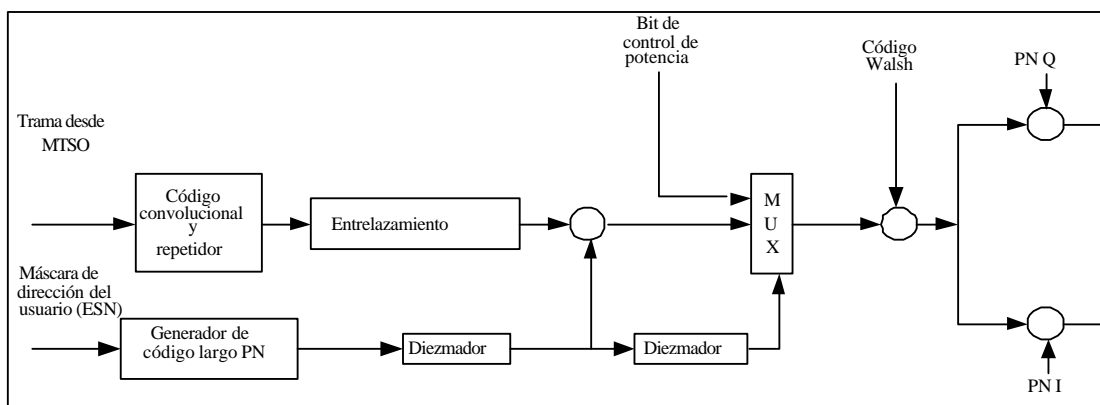 Bit de
control de
potencia
Código
Walsh
PN Q
Trama desde
MTSO
Código
convolucional
y
repetidor
Entrelazamiento
M
U
X
Máscara de
dirección del
usuario (ESN)
Generador de
código largo PN
Diezmador
Diezmador
PN I